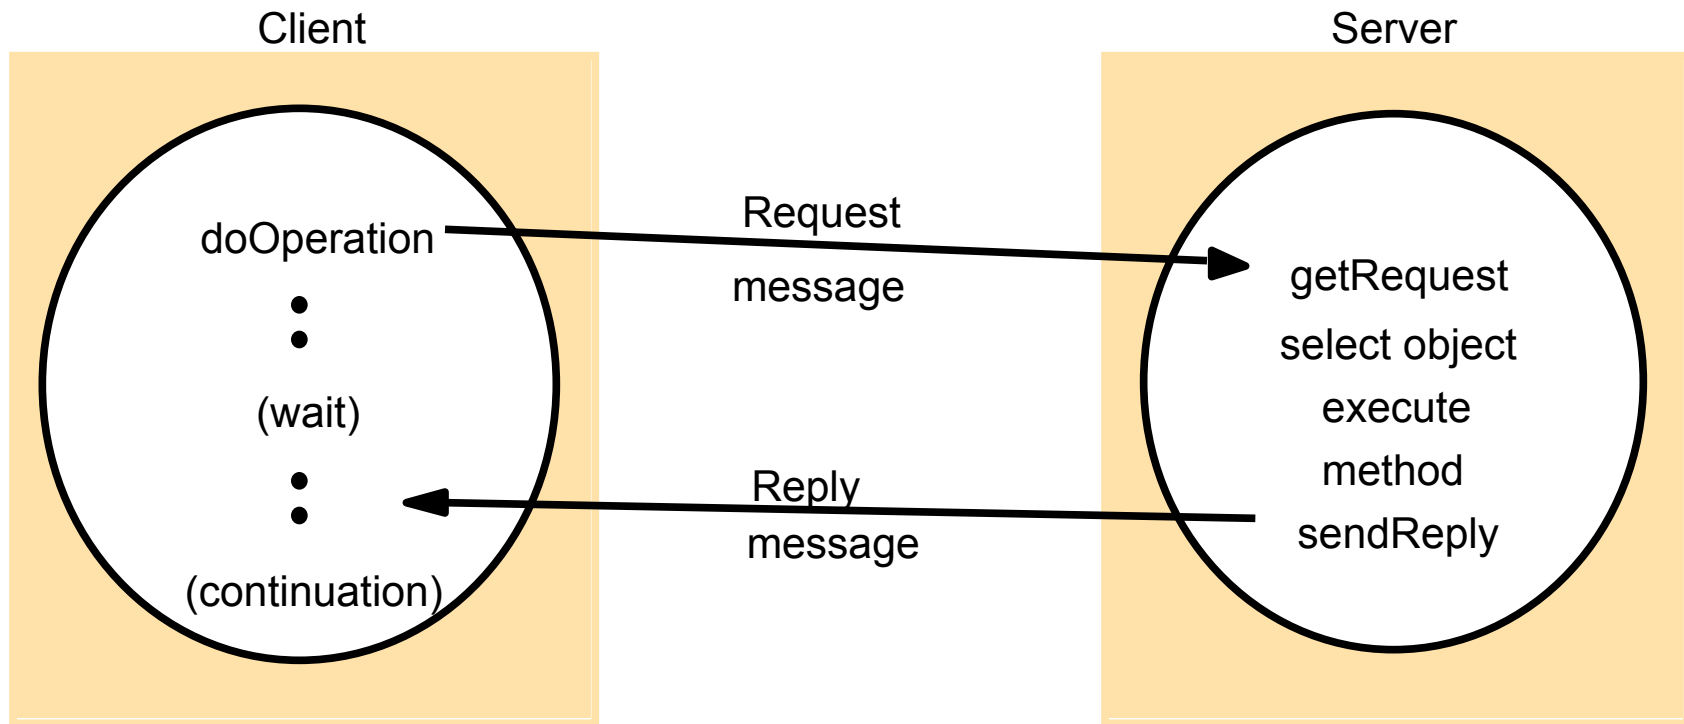 Client
Server
doOperation
(wait)
(continuation)
Request
message
Reply
message
getRequest
select object
execute
method
sendReply